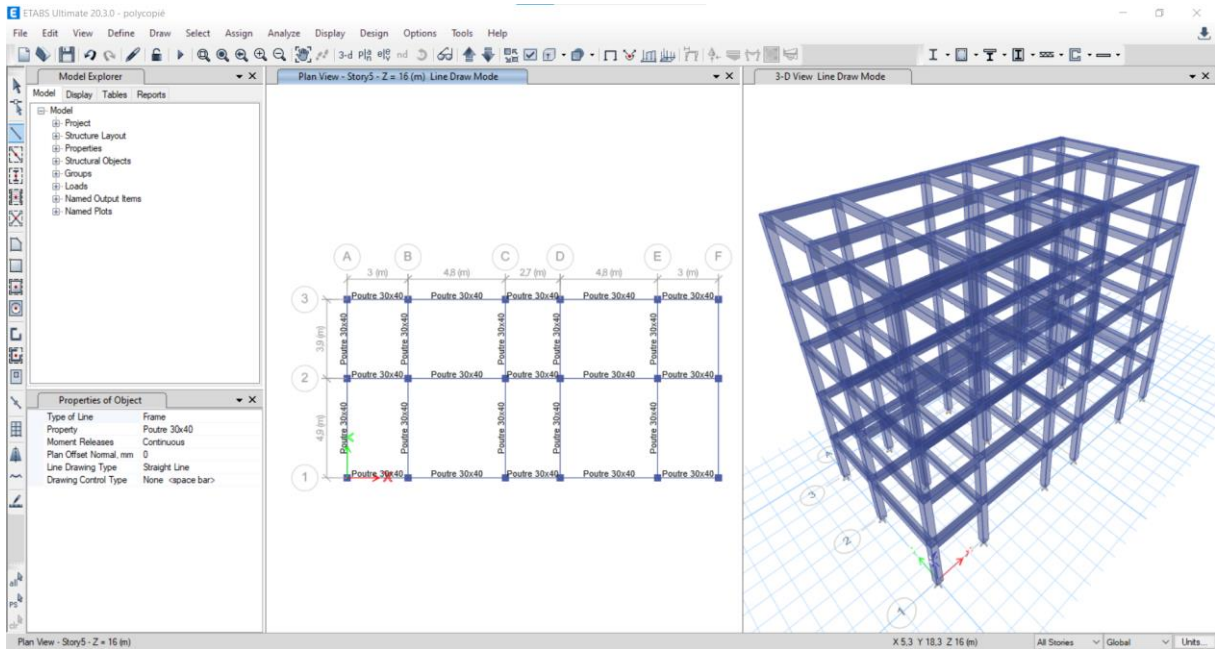 ETABS Ultimate 20.3.0 - polycopié
File Edit View Define Draw Select Assign Analyze Display Design Options Tools Help
3-d plà elé nd
Model Explorer
Model Display Tables Reports
Model
Project
Structure Layout
Properties
Structural Objects
Groups
Loads
Named Output Items
Named Plots
Properties of Object
Type of Line Frame
Property Poutre 30x40
Moment Releases Continuous
Plan Offset Normal, mm 0
Line Drawing Type Straight Line
Drawing Control Type None <space bar>
all
PS
clr
Plan View - Story5 - Z = 16 (m) Line Draw Mode
A B C D E F
3 (m) 4,8 (m) 2,7 (m) 4,8 (m) 3 (m)
3
Poutre 30x40 Poutre 30x40 Poutre 30x40 Poutre 30x40 Poutre 30x40
3,9 (m)
Poutre 30x40 Poutre 30x40 Poutre 30x40 Poutre 30x40 Poutre 30x40
2
Poutre 30x40 Poutre 30x40 Poutre 30x40 Poutre 30x40 Poutre 30x40
4,9 (m)
Poutre 30x40 Poutre 30x40 Poutre 30x40 Poutre 30x40 Poutre 30x40
1
Poutre 30x40 Poutre 30x40 Poutre 30x40 Poutre 30x40 Poutre 30x40
X
3-D View Line Draw Mode
3
2
Plan View - Story5 - Z = 16 (m)
X 5,3 Y 18,3 Z 16 (m)
All Stories Global Units...